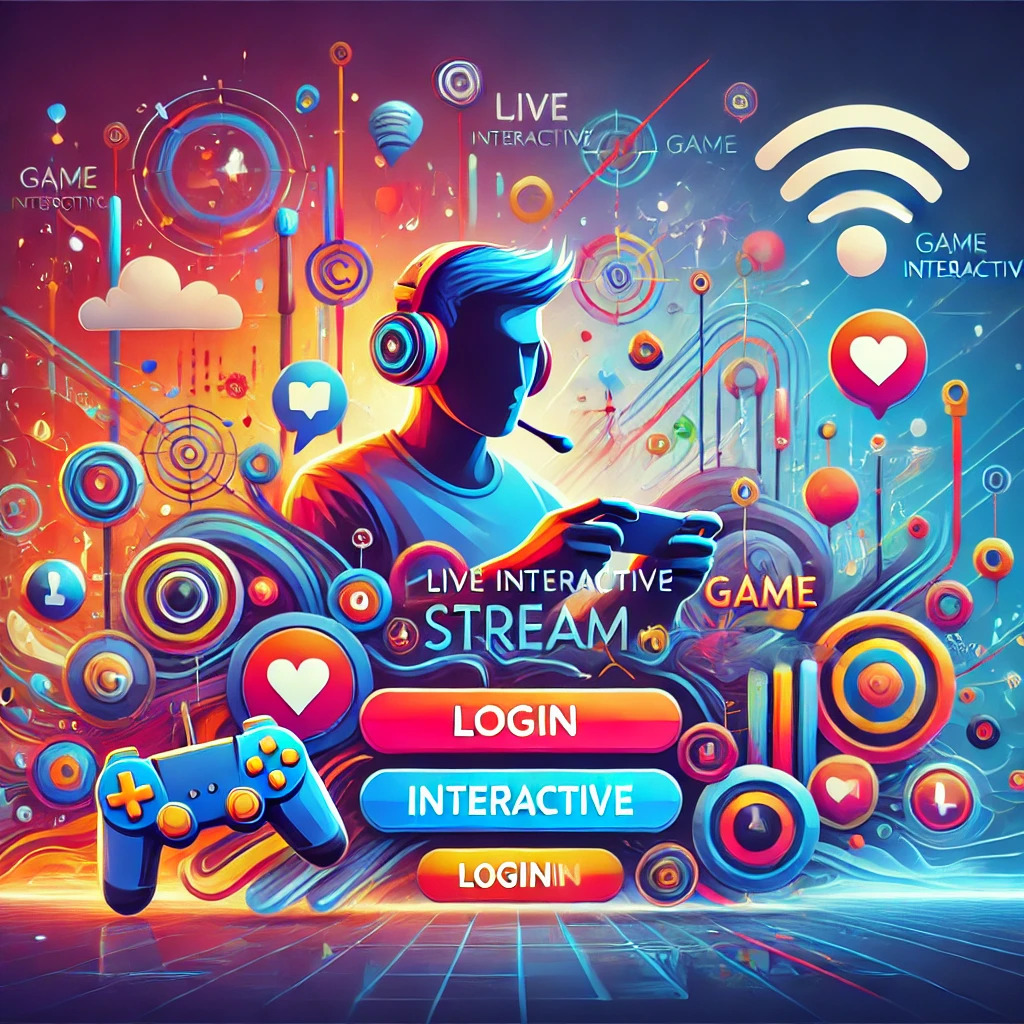 LIVE
INTERACTIVE
GAME
GAME
GAME
INTERACTIV
LIVE INTERACTIVE
STREAM
GAME
LOGIN
INTERACTIVE
LOGININ